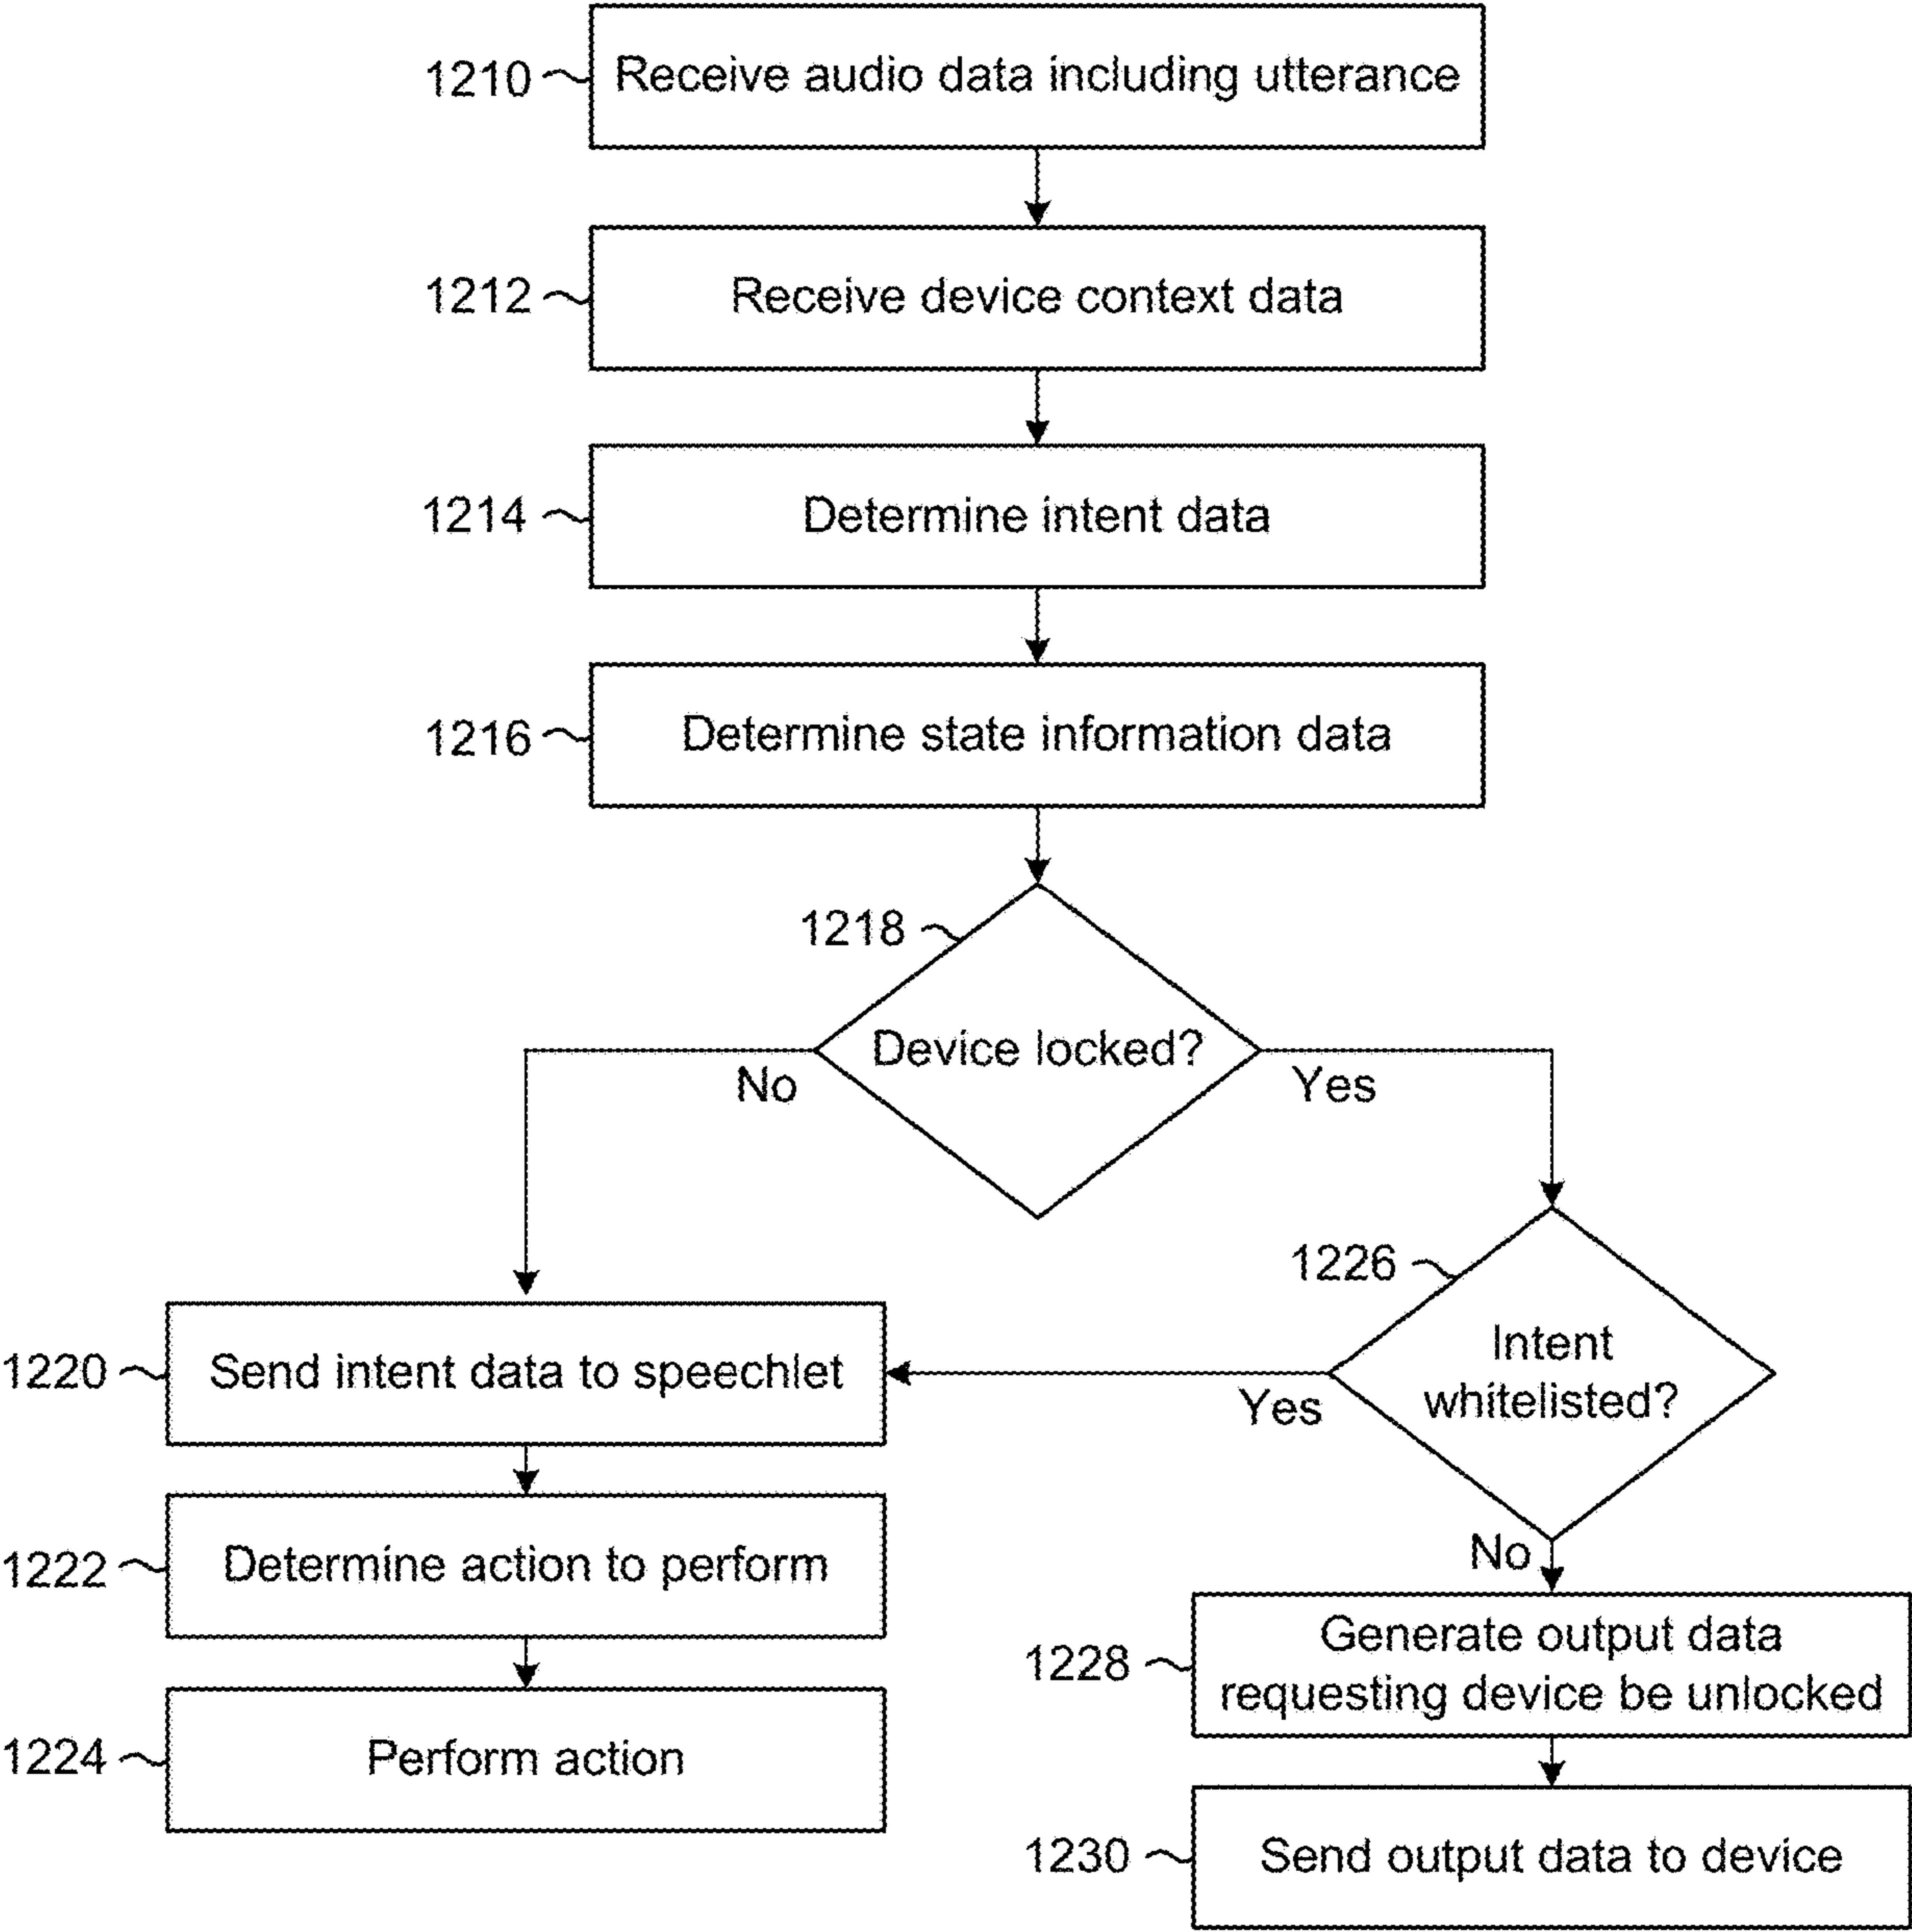 1210
Receive audio data including utterance
1212
Receive device context data
1214
Determine intent data
1216
Determine state information data
1218
Device locked?
No
Yes
1226
Intent
whitelisted?
Yes
No
1220
Send intent data to speechlet
1222
Determine action to perform
1224
Perform action
1228
Generate output data
requesting device be unlocked
1230
Send output data to device